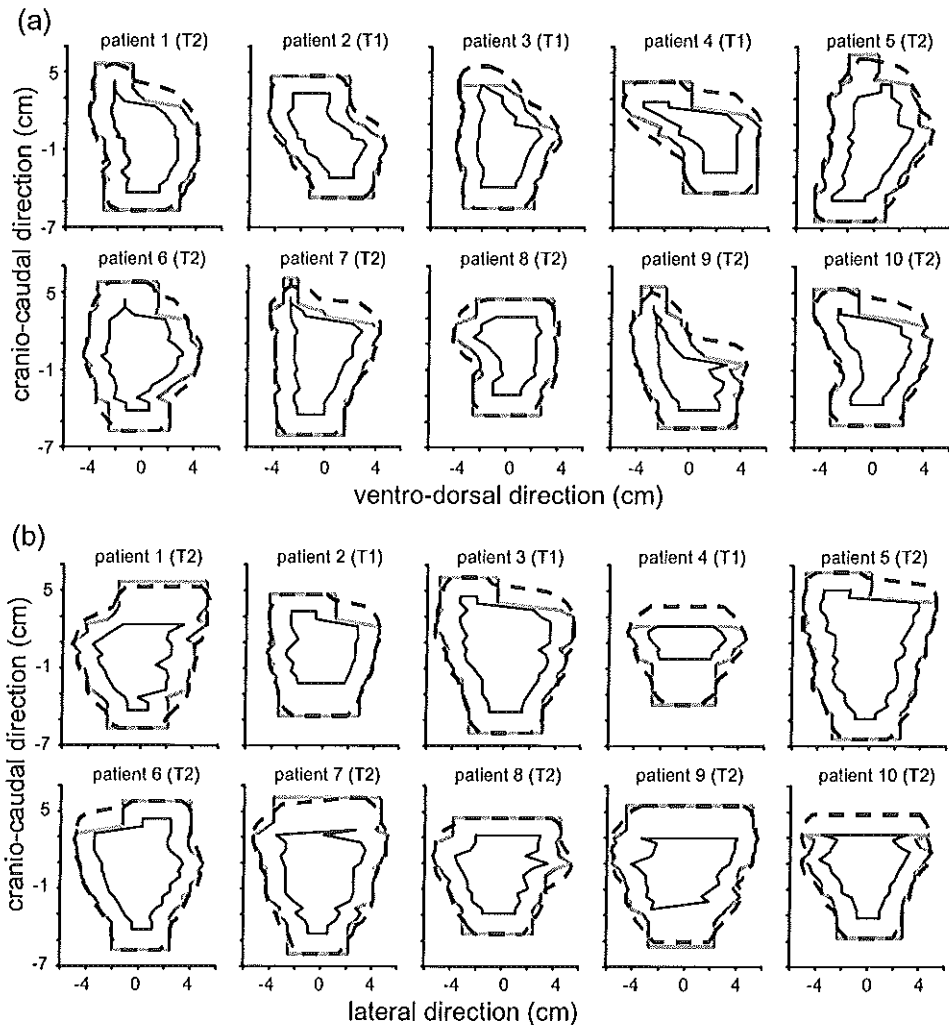 (a)
patient 1 (T2) patient 2 (T1) patient 3 (T1) patient 4 (T1) patient 5 (T2)
5
-1
-7
patient 6 (T2) patient 7 (T2) patient 8 (T2) patient 9 (T2) patient 10 (T2)
5
-1
-7
cranio-caudal direction (cm)
-4 0 4 -4 0 4 -4 0 4 -4 0 4 -4 0 4
ventro-dorsal direction (cm)
(b)
patient 1 (T2) patient 2 (T1) patient 3 (T1) patient 4 (T1) patient 5 (T2)
5
-1
-7
patient 6 (T2) patient 7 (T2) patient 8 (T2) patient 9 (T2) patient 10 (T2)
5
-1
-7
cranio-caudal direction (cm)
-4 0 4 -4 0 4 -4 0 4 -4 0 4 -4 0 4
lateral direction (cm)